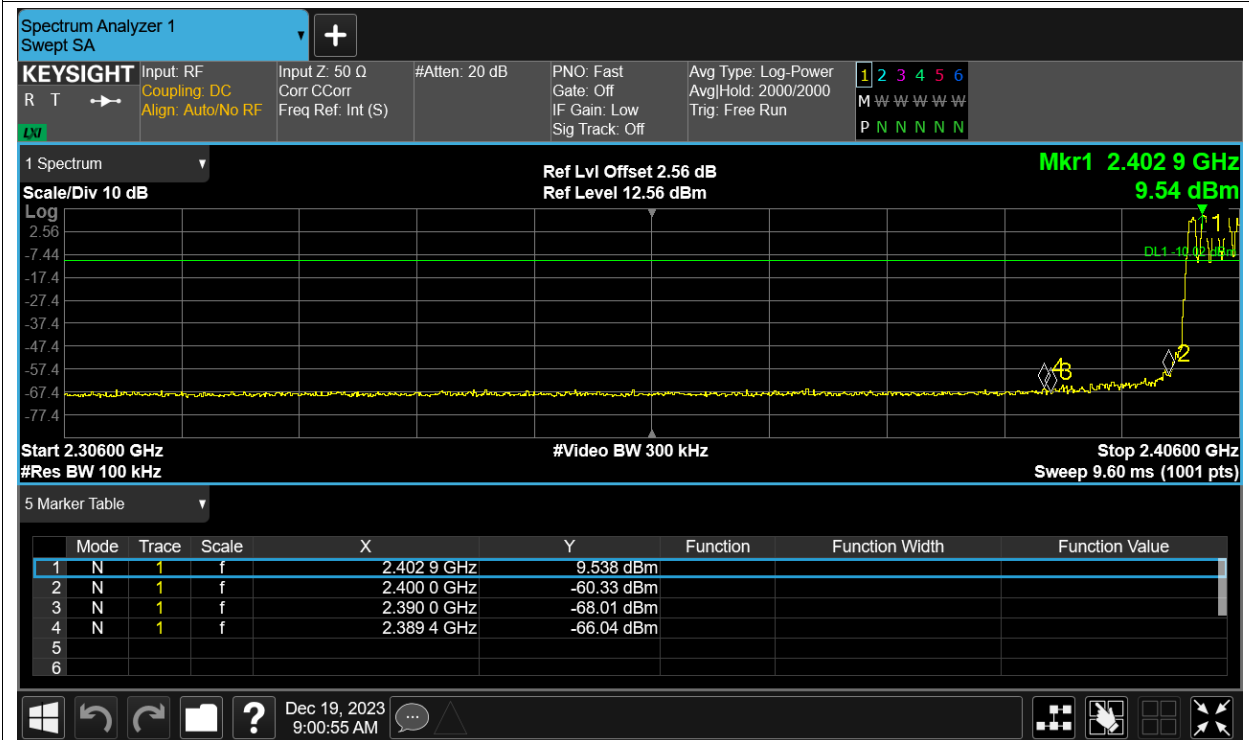 Spectrum Analyzer 1
Swept SA
+
KEYSIGHT
R T
LXI
Input: RF
Coupling: DC
Align: Auto/No RF
Input Z: 50 Ω
Corr CCorr
Freq Ref: Int (S)
#Atten: 20 dB
PNO: Fast
Gate: Off
IF Gain: Low
Sig Track: Off
Avg Type: Log-Power
Avg|Hold: 2000/2000
Trig: Free Run
1 2 3 4 5 6
M W W W W W
P N N N N N
1 Spectrum
Scale/Div 10 dB
Ref Lvl Offset 2.56 dB
Ref Level 12.56 dBm
Mkr1 2.402 9 GHz
9.54 dBm
Log
2.56
-7.44
-17.4
-27.4
-37.4
-47.4
-57.4
-67.4
-77.4
1
DL1 -10.02 dBm
2
4
3
Start 2.30600 GHz
#Res BW 100 kHz
#Video BW 300 kHz
Stop 2.40600 GHz
Sweep 9.60 ms (1001 pts)
5 Marker Table
Mode Trace Scale X Y Function Function Width Function Value
1 N 1 f 2.402 9 GHz 9.538 dBm
2 N 1 f 2.400 0 GHz -60.33 dBm
3 N 1 f 2.390 0 GHz -68.01 dBm
4 N 1 f 2.389 4 GHz -66.04 dBm
5
6
?
Dec 19, 2023
9:00:55 AM